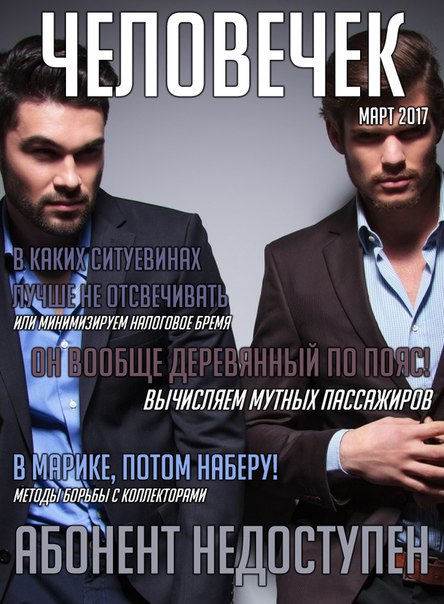 ЧЕЛОВЕЧЕК
МАРТ 2017
В КАКИХ СИТУЕВИНАХ
ЛУЧШЕ НЕ ОТСВЕЧИВАТЬ
ИЛИ МИНИМИЗИРУЕМ НАЛОГОВОЕ БРЕМЯ
ОН ВООБЩЕ ДЕРЕВЯННЫЙ ПО ПОЯС!
ВЫЧИСЛЯЕМ МУТНЫХ ПАССАЖИРОВ
В МАРИКЕ, ПОТОМ НАБЕРУ!
МЕТОДЫ БОРЬБЫ С КОЛЛЕКТОРАМИ
АБОНЕНТ НЕДОСТУПЕН